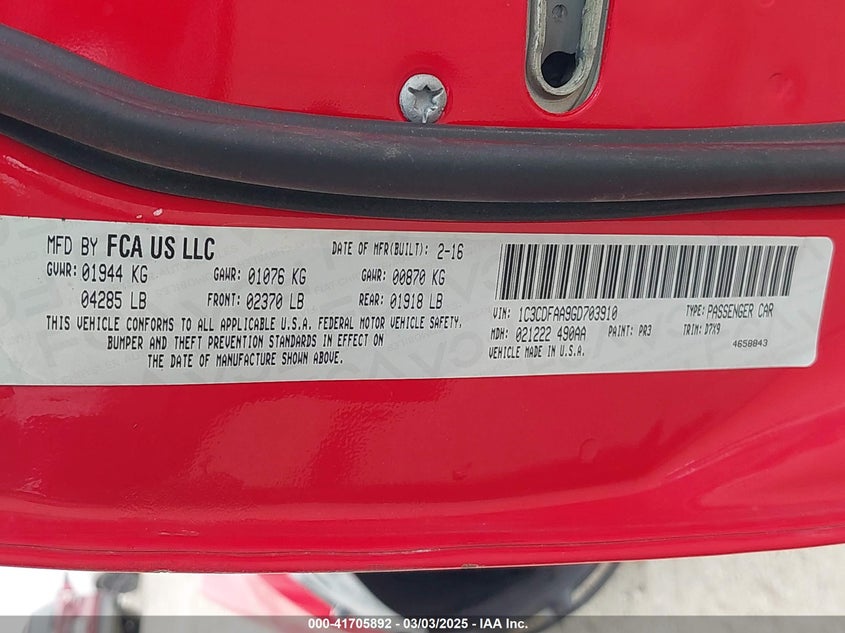 MFD BY FCA US LLC
DATE OF MFR(BUILT): 2-16
GVWR: 01944 KG GAWR: 01076 KG GAWR: 00870 KG
04285 LB FRONT: 02370 LB REAR: 01918 LB
THIS VEHICLE CONFORMS TO ALL APPLICABLE U.S.A. FEDERAL MOTOR VEHICLE SAFETY,
BUMPER AND THEFT PREVENTION STANDARDS IN EFFECT ON
THE DATE OF MANUFACTURE SHOWN ABOVE.
VIN: 1C3CDFAA9GD703910 TYPE: PASSENGER CAR
MDH: 021222 490AA PAINT: PR3 TRIM: D7X9
VEHICLE MADE IN U.S.A. 4658843
000-41705892 - 03/03/2025 - IAA Inc.